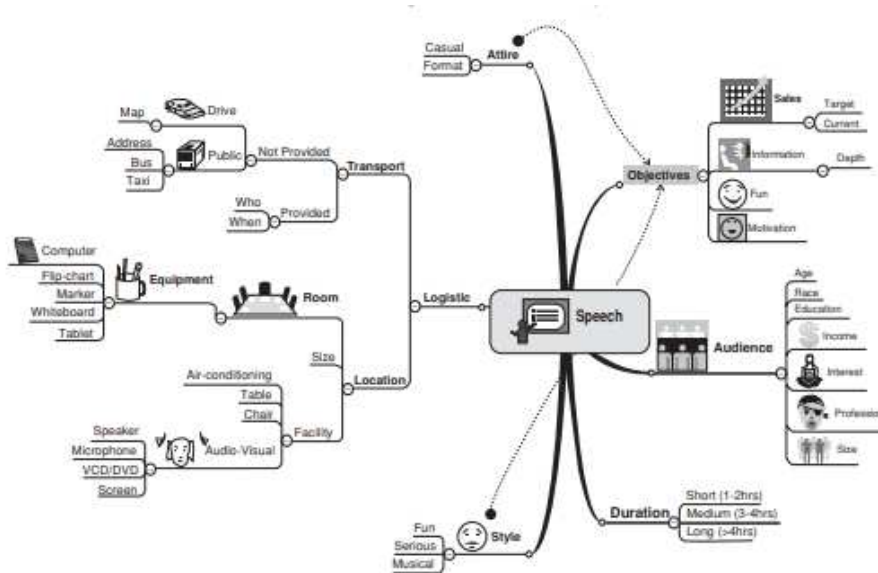 Casual
Format
Attire
Map
Drive
Address
Bus
Taxi
Public
Not Provided
Transport
Who
When
Provided
Computer
Flip-chart
Marker
Whiteboard
Tablet
Equipment
Room
Logistic
Size
Location
Air-conditioning
Table
Chair
Facility
Speaker
Microphone
VCD/DVD
Screen
Audio-Visual
Fun
Serious
Musical
Style
Speech
Objectives
Sales
Target
Current
Information
Depth
Fun
Motivation
Audience
Age
Race
Education
Income
Interest
Profession
Size
Duration
Short (1-2hrs)
Medium (3-4hrs)
Long (>4hrs)